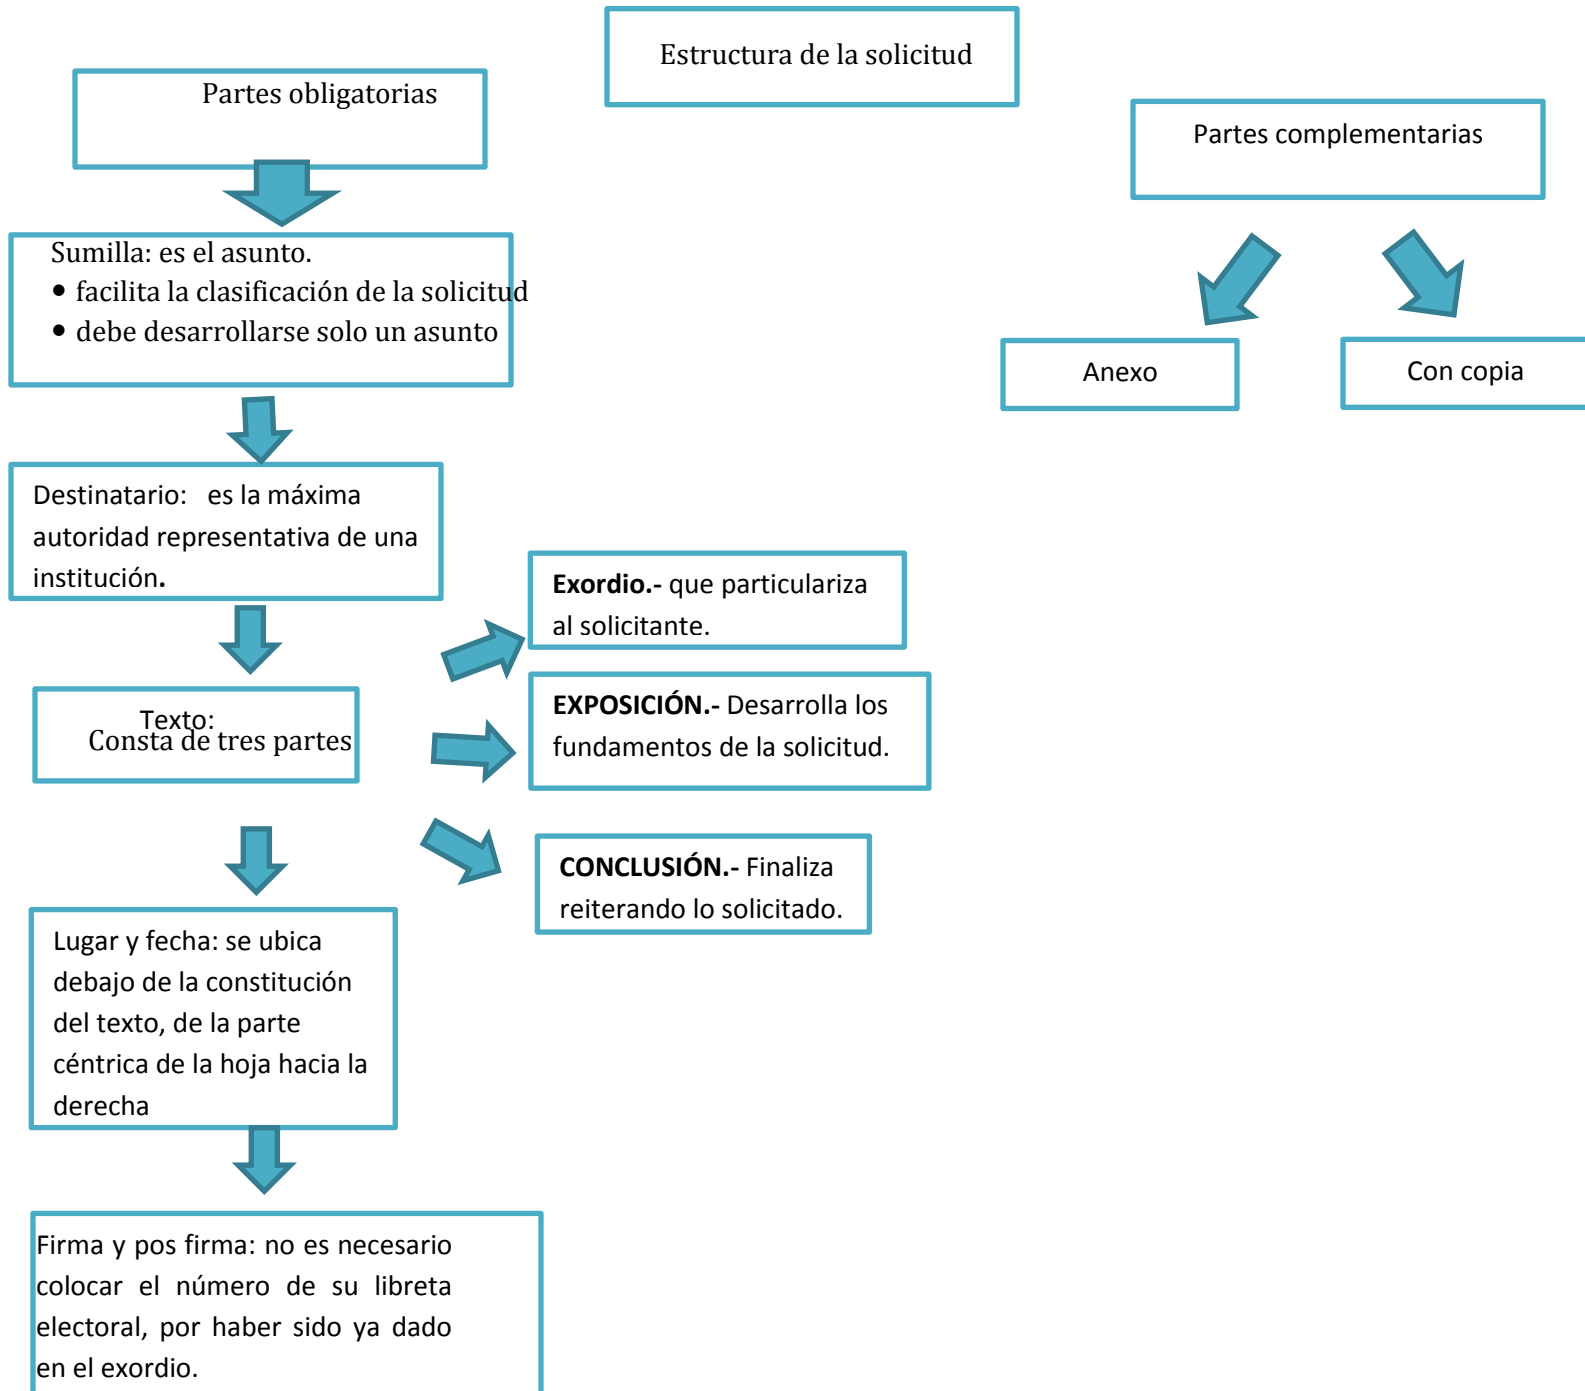 Estructura de la solicitud
Partes obligatorias
Sumilla: es el asunto.
• facilita la clasificación de la solicitud
• debe desarrollarse solo un asunto
Destinatario: es la máxima
autoridad representativa de una
institución.
Texto:
Consta de tres partes
Exordio.- que particulariza
al solicitante.
EXPOSICIÓN.- Desarrolla los
fundamentos de la solicitud.
CONCLUSIÓN.- Finaliza
reiterando lo solicitado.
Lugar y fecha: se ubica
debajo de la constitución
del texto, de la parte
céntrica de la hoja hacia la
derecha
Firma y pos firma: no es necesario
colocar el número de su libreta
electoral, por haber sido ya dado
en el exordio.
Partes complementarias
Anexo
Con copia